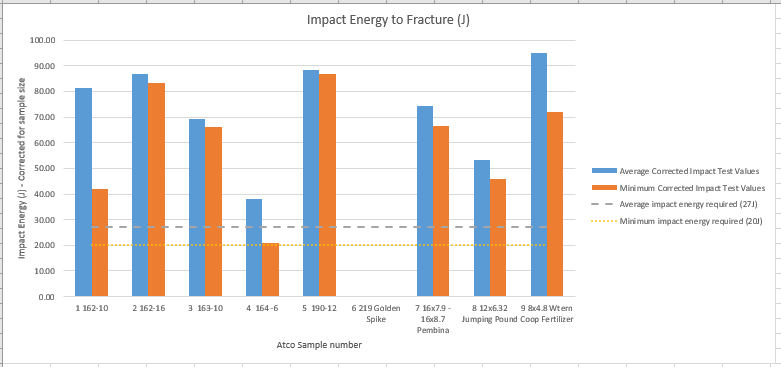 Impact Energy to Fracture (J)
Impact Energy (J) - Corrected for sample size
100.00
90.00
80.00
70.00
60.00
50.00
40.00
30.00
20.00
10.00
0.00
1 162-10
2 162-16
3 163-10
4 164-6
5 190-12
6 219 Golden
Spike
7 16x7.9 -
16x8.7
Pembina
8 12x6.32
Jumping Pound
9 8x4.8 Wtern
Coop Fertilizer
Atco Sample number
Average Corrected Impact Test Values
Minimum Corrected Impact Test Values
Average impact energy required (27J)
Minimum impact energy required (20J)